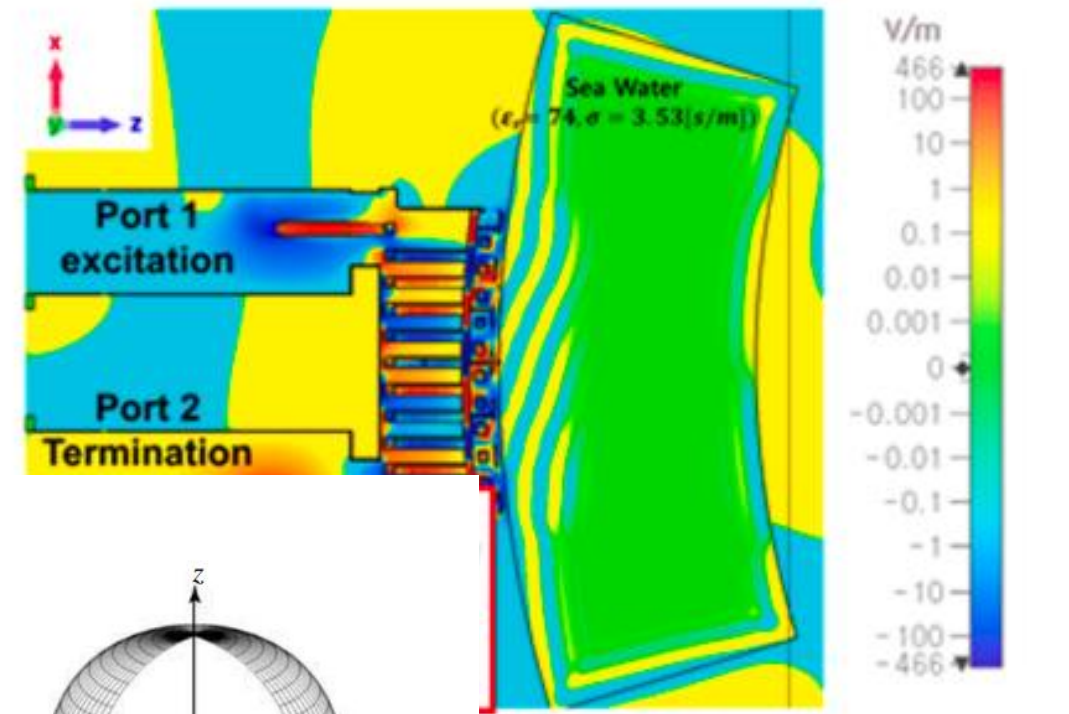 x
y
z
Sea Water
(εᵣ = 74, σ = 3.53[s/m])
Port 1
excitation
Port 2
Termination
z
V/m
466
100
10
1
0.1
0.01
0.001
0
-0.001
-0.01
-0.1
-1
-10
-100
-466